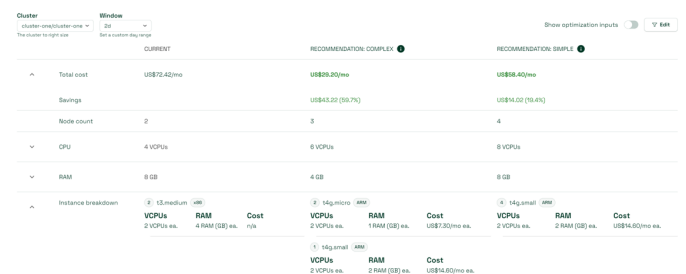 Cluster Window
cluster-one/cluster-one 2d
The cluster to right size Set a custom day range
Show optimization inputs Edit
CURRENT RECOMMENDATION: COMPLEX RECOMMENDATION: SIMPLE
Total cost US$72.42/mo US$29.20/mo US$58.40/mo
Savings US$43.22 (59.7%) US$14.02 (19.4%)
Node count 2 3 4
CPU 4 VCPUs 6 VCPUs 8 VCPUs
RAM 8 GB 4 GB 8 GB
Instance breakdown 2 t3.medium x86 2 t4g.micro ARM 4 t4g.small ARM
VCPUs RAM Cost VCPUs RAM Cost VCPUs RAM Cost
2 VCPUs ea. 4 RAM (GB) ea. n/a 2 VCPUs ea. 1 RAM (GB) ea. US$7.30/mo ea. 2 VCPUs ea. 2 RAM (GB) ea. US$14.60/mo ea.
1 t4g.small ARM
VCPUs RAM Cost
2 VCPUs ea. 2 RAM (GB) ea. US$14.60/mo ea.